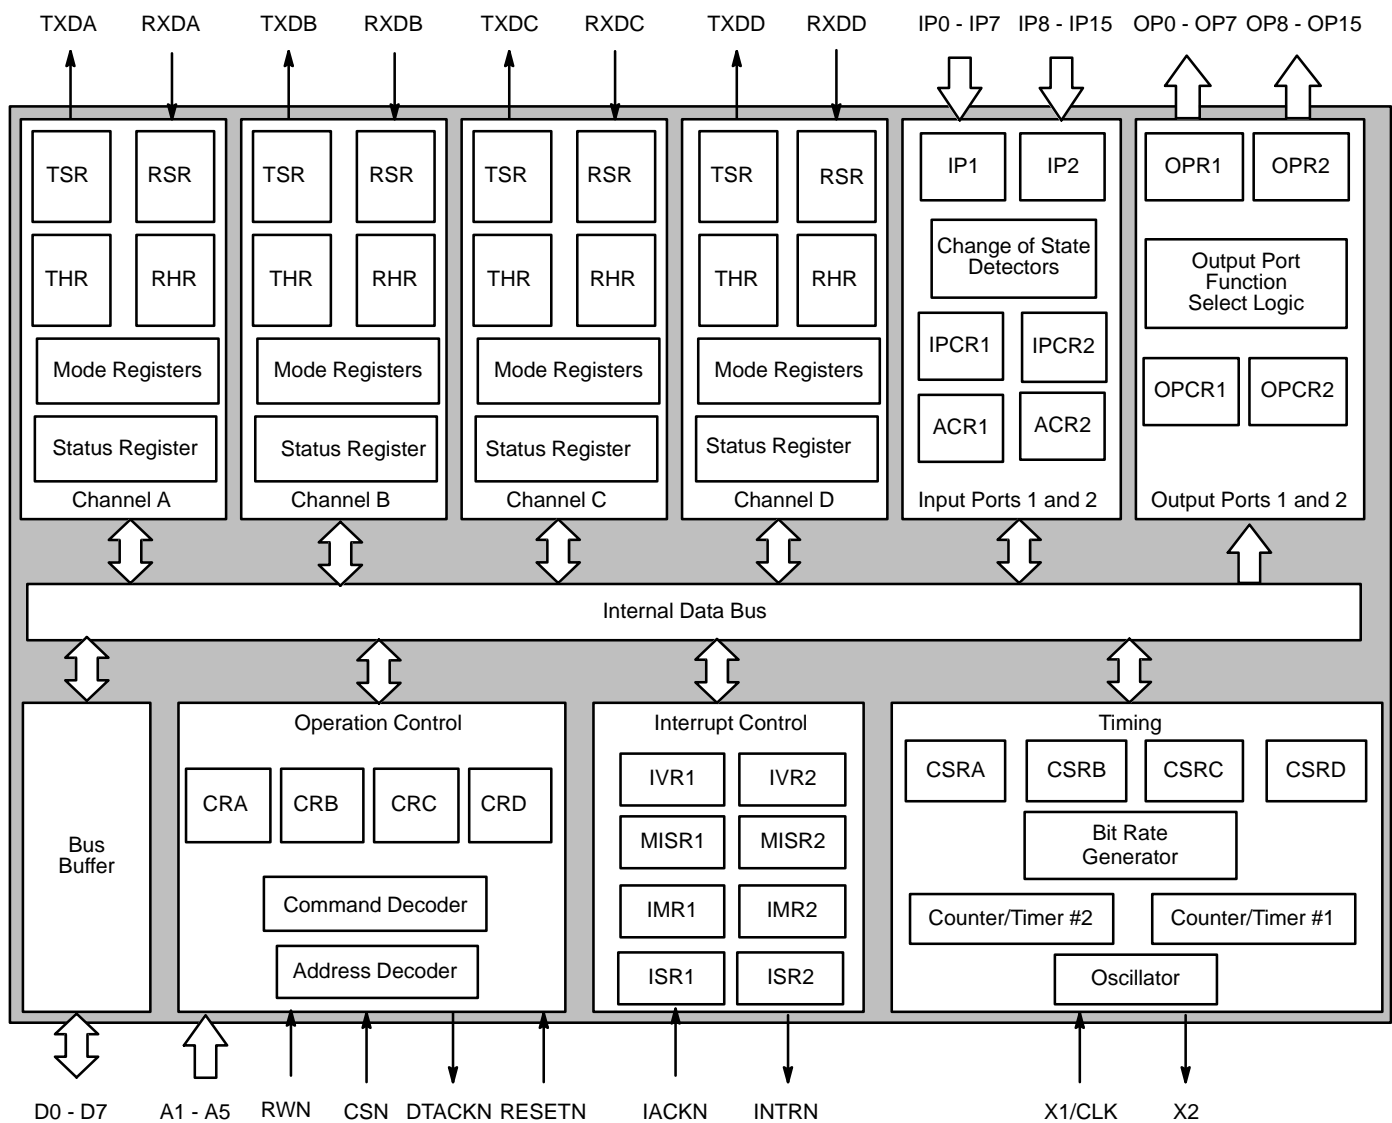 TXDA RXDA TXDB RXDB TXDC RXDC TXDD RXDD IP0 - IP7 IP8 - IP15 OP0 - OP7 OP8 - OP15
TSR RSR TSR RSR TSR RSR TSR RSR IP1 IP2 OPR1 OPR2
THR RHR THR RHR THR RHR THR RHR
Change of State
Detectors
Output Port
Function
Select Logic
IPCR1 IPCR2
Mode Registers Mode Registers Mode Registers Mode Registers
OPCR1 OPCR2
ACR1 ACR2
Status Register Status Register Status Register Status Register
Channel A Channel B Channel C Channel D Input Ports 1 and 2 Output Ports 1 and 2
Internal Data Bus
Bus
Buffer
Operation Control
CRA CRB CRC CRD
Command Decoder
Address Decoder
Interrupt Control
IVR1 IVR2
MISR1 MISR2
IMR1 IMR2
ISR1 ISR2
Timing
CSRA CSRB CSRC CSRD
Bit Rate
Generator
Counter/Timer #2 Counter/Timer #1
Oscillator
D0 - D7 A1 - A5 RWN CSN DTACKN RESETN IACKN INTRN X1/CLK X2